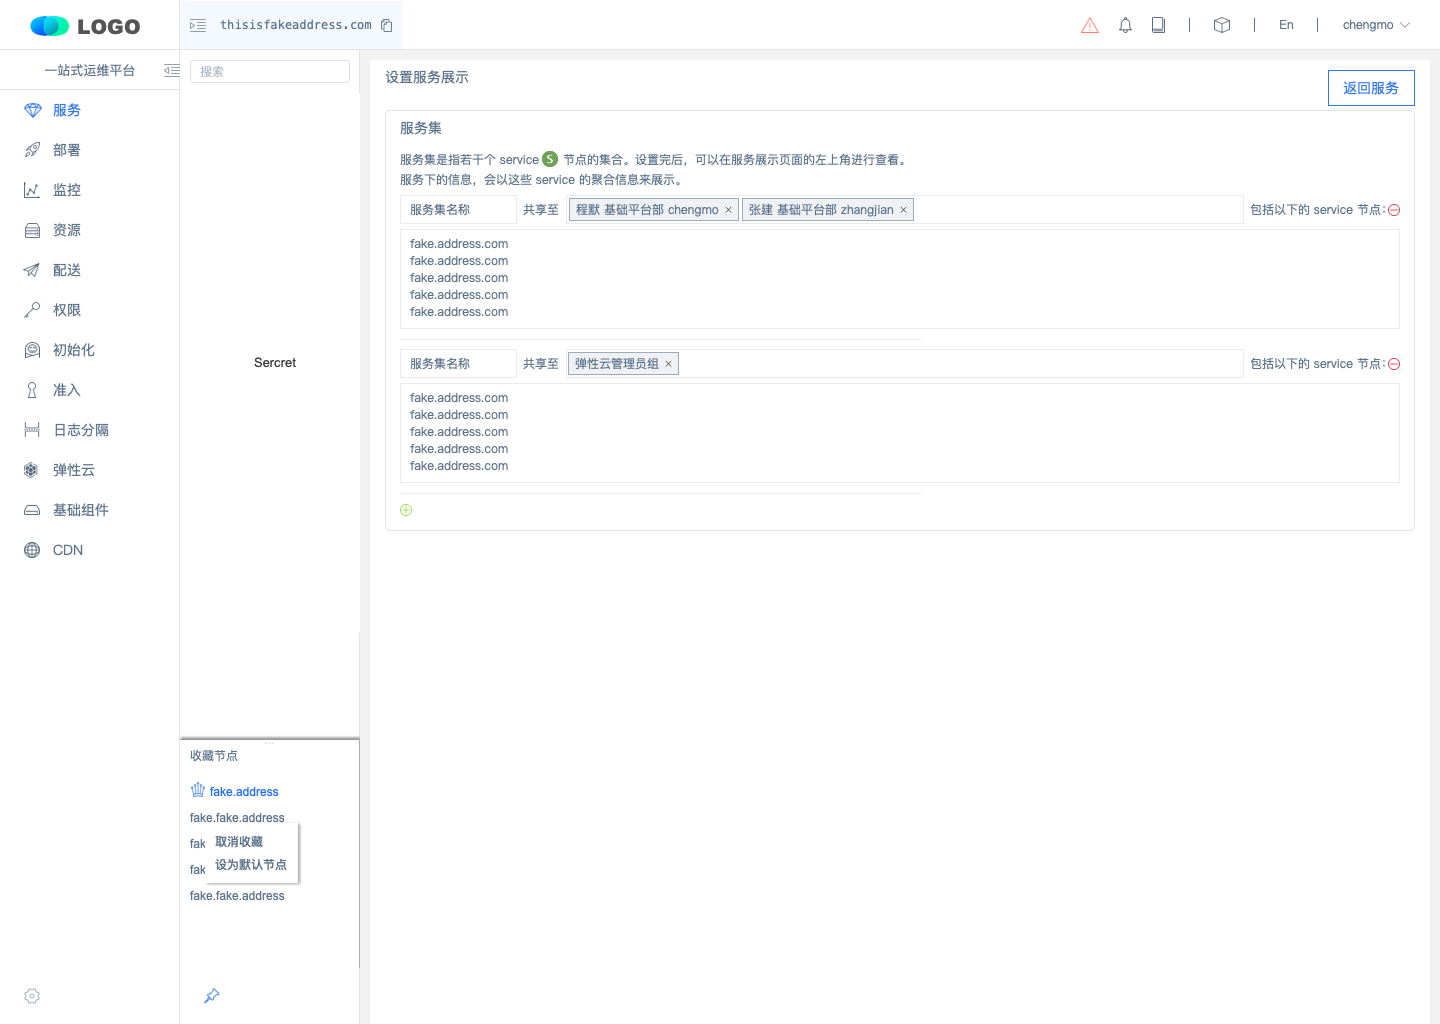 LOGO
thisisfakeaddress.com
En
chengmo
一站式运维平台
服务
部署
监控
资源
配送
权限
初始化
准入
日志分隔
弹性云
基础组件
CDN
搜索
Sercret
收藏节点
fake.address
fake.fake.address
fak
取消收藏
fak
设为默认节点
fake.fake.address
设置服务展示
返回服务
服务集
服务集是指若干个 service S 节点的集合。设置完后，可以在服务展示页面的左上角进行查看。
服务下的信息，会以这些 service 的聚合信息来展示。
服务集名称 共享至 程默 基础平台部 chengmo × 张建 基础平台部 zhangjian × 包括以下的 service 节点：
fake.address.com
fake.address.com
fake.address.com
fake.address.com
fake.address.com
服务集名称 共享至 弹性云管理员组 × 包括以下的 service 节点：
fake.address.com
fake.address.com
fake.address.com
fake.address.com
fake.address.com